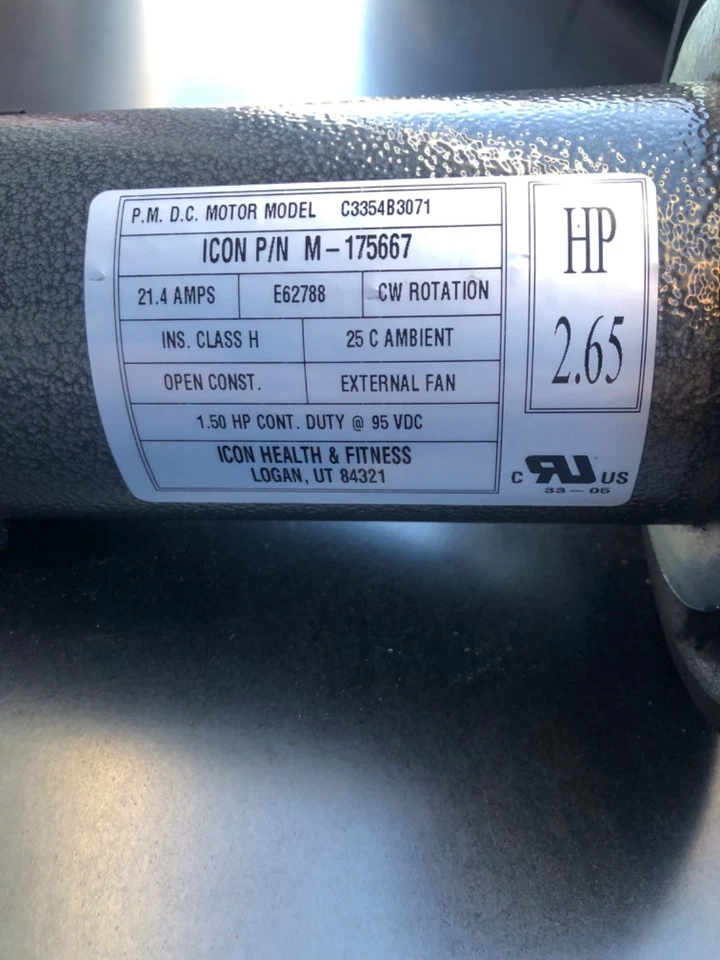 P.M. D.C. MOTOR MODEL C3354B3071
ICON P/N M-175667
21.4 AMPS E62788 CW ROTATION
INS. CLASS H 25 C AMBIENT
OPEN CONST. EXTERNAL FAN
1.50 HP CONT. DUTY @ 95 VDC
ICON HEALTH & FITNESS
LOGAN, UT 84321
HP
2.65
C RU US
33-05